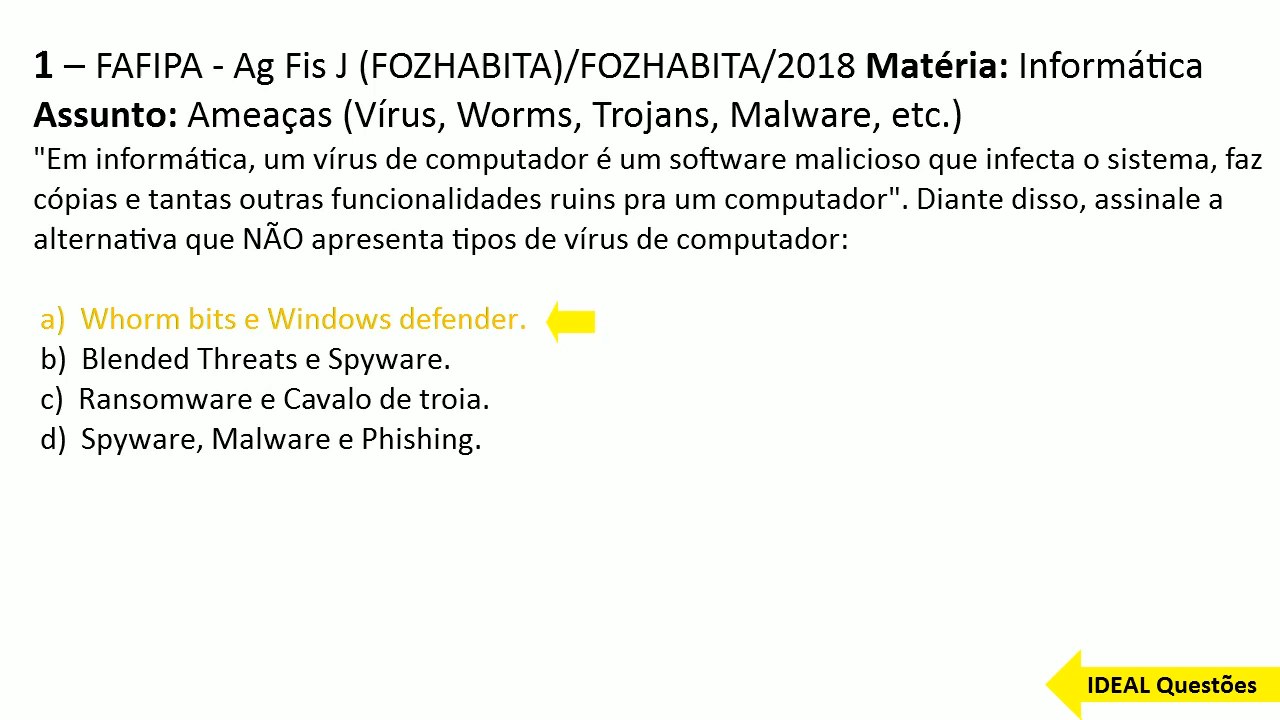 1 – FAFIPA - Ag Fis J (FOZHABITA)/FOZHABITA/2018 Matéria: Informática
Assunto: Ameaças (Vírus, Worms, Trojans, Malware, etc.)
"Em informática, um vírus de computador é um software malicioso que infecta o sistema, faz
cópias e tantas outras funcionalidades ruins pra um computador". Diante disso, assinale a
alternativa que NÃO apresenta tipos de vírus de computador:
a) Whorm bits e Windows defender.
b) Blended Threats e Spyware.
c) Ransomware e Cavalo de troia.
d) Spyware, Malware e Phishing.
IDEAL Questões